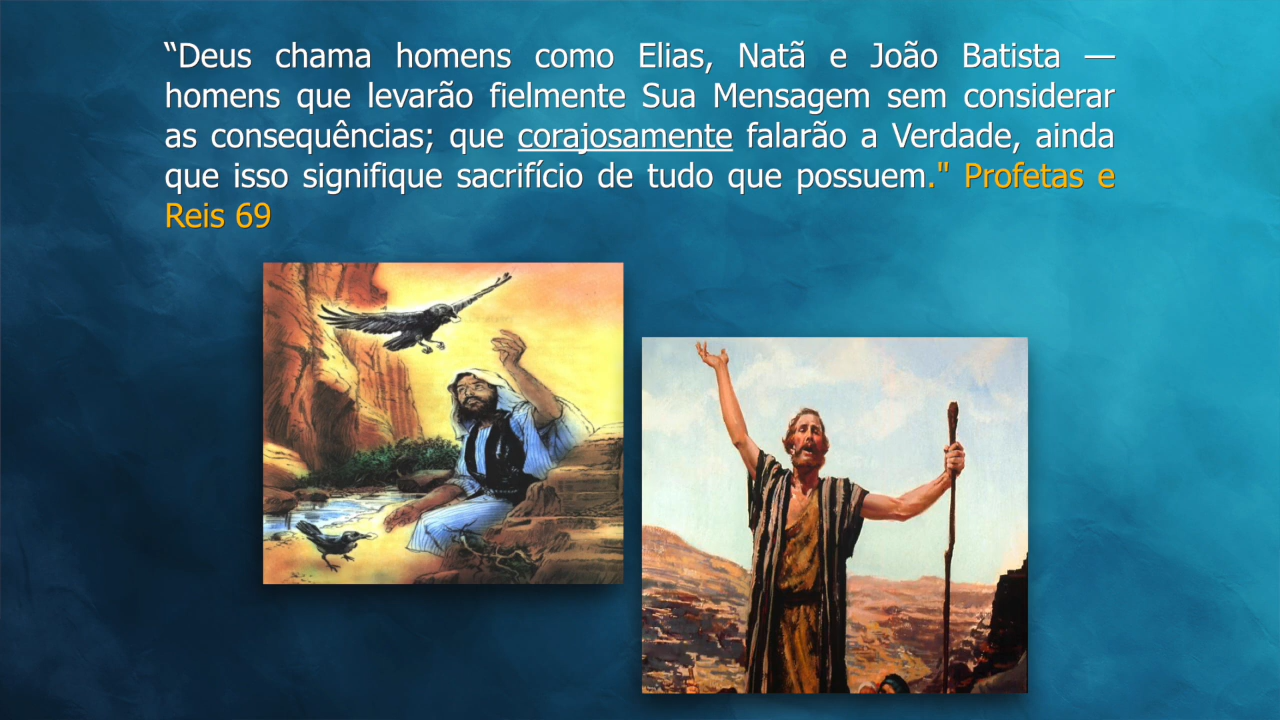 “Deus chama homens como Elias, Natã e João Batista —
homens que levarão fielmente Sua Mensagem sem considerar
as consequências; que corajosamente falarão a Verdade, ainda
que isso signifique sacrifício de tudo que possuem." Profetas e
Reis 69